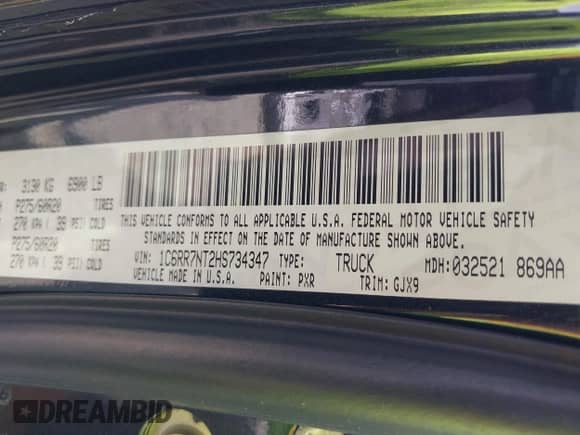 3130 KG 6900 LB
P275/60R20 TIRES
270 KPA ( 39 PSI) COLD
P275/60R20 TIRES
270 KPA ( 39 PSI) COLD
THIS VEHICLE CONFORMS TO ALL APPLICABLE U.S.A. FEDERAL MOTOR VEHICLE SAFETY
STANDARDS IN EFFECT ON THE DATE OF MANUFACTURE SHOWN ABOVE.
VIN: 1C6RR7NT2HS734347 TYPE: TRUCK MDH: 032521 869AA
VEHICLE MADE IN U.S.A. PAINT: PXR TRIM: GJX9
DREAMBID